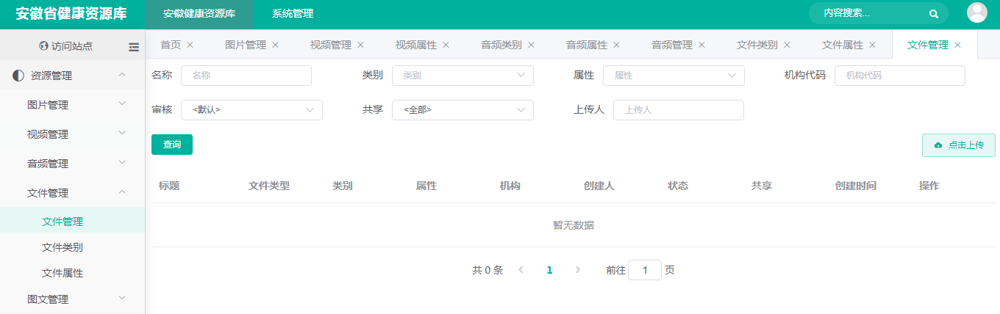 安徽省健康资源库 安徽健康资源库 系统管理 内容搜索...
访问站点
首页 图片管理 视频管理 视频属性 音频类别 音频属性 音频管理 文件类别 文件属性 文件管理
资源管理
图片管理
视频管理
音频管理
文件管理
文件管理
文件类别
文件属性
图文管理
名称 名称 类别 类别 属性 属性 机构代码 机构代码
审核 <默认> 共享 <全部> 上传人 上传人
查询 点击上传
标题 文件类型 类别 属性 机构 创建人 状态 共享 创建时间 操作
暂无数据
共 0 条 1 前往 1 页